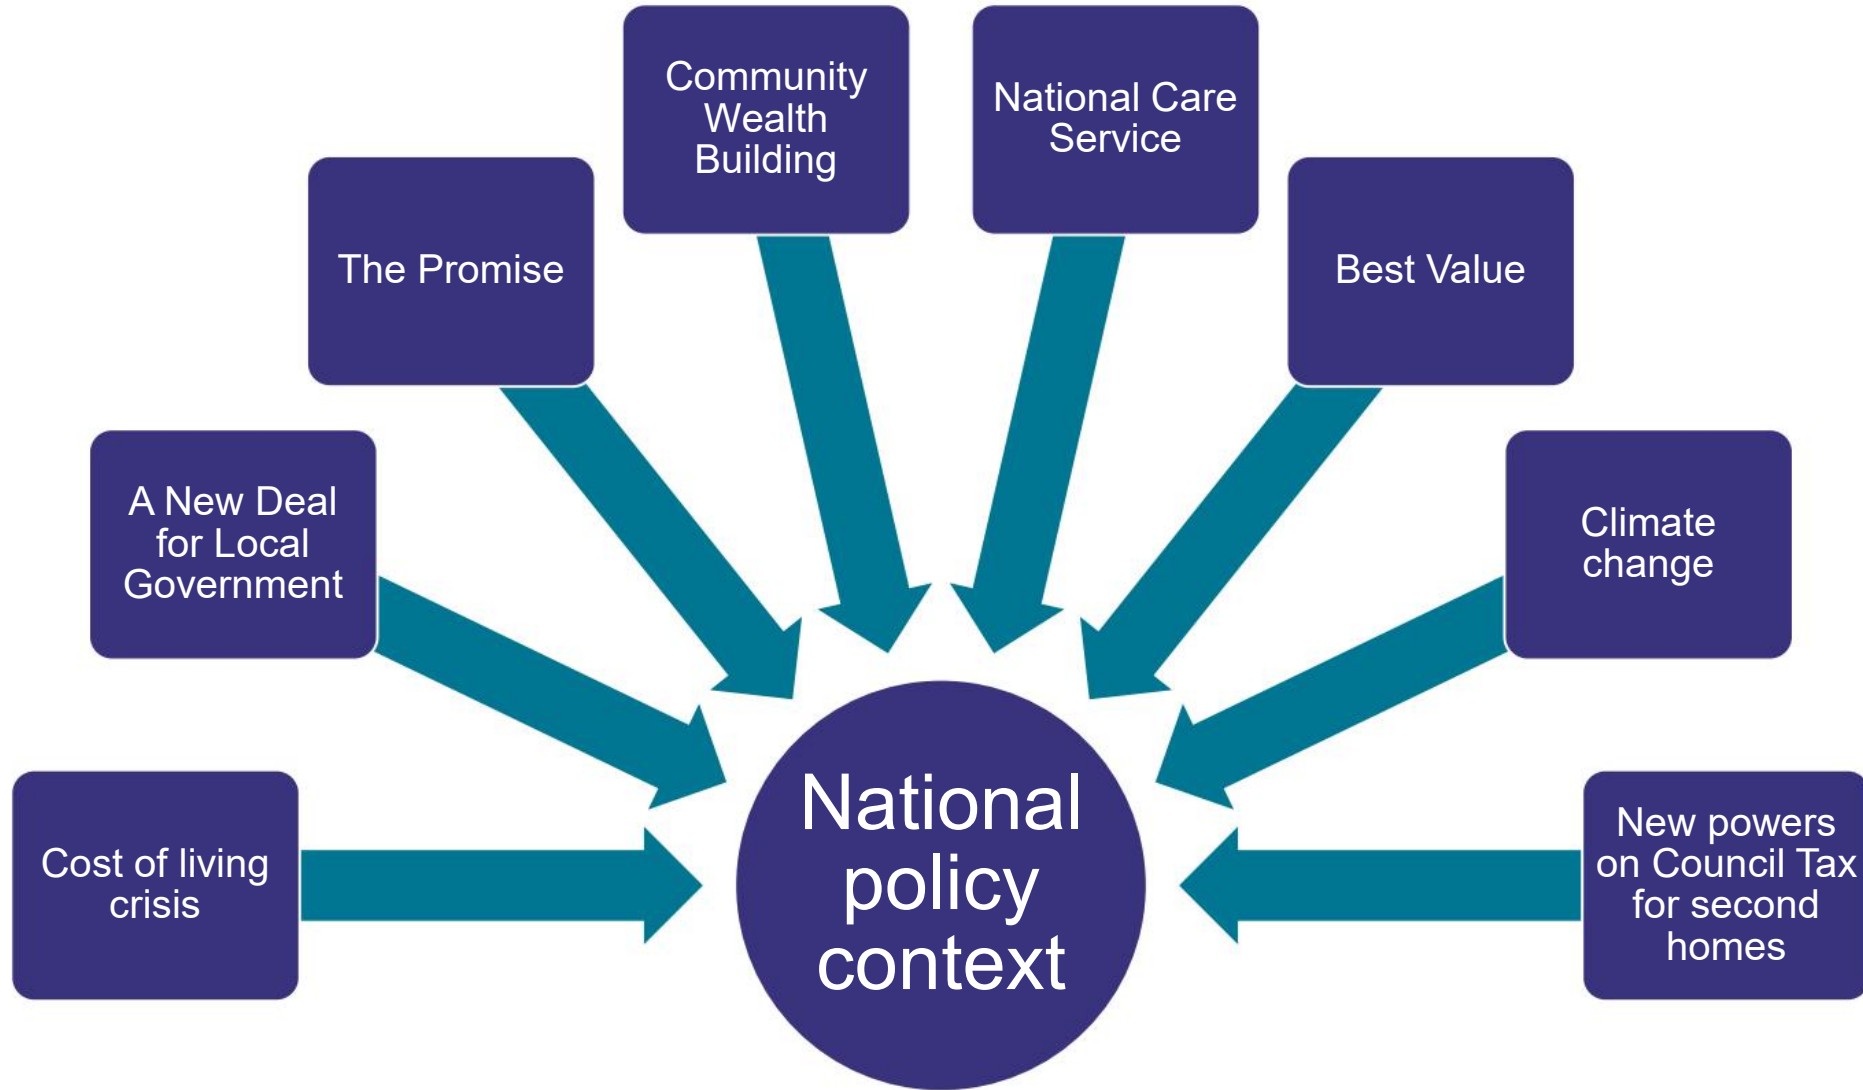 Cost of living
crisis
A New Deal
for Local
Government
The Promise
Community
Wealth
Building
National Care
Service
Best Value
Climate
change
New powers
on Council Tax
for second
homes
National
policy
context